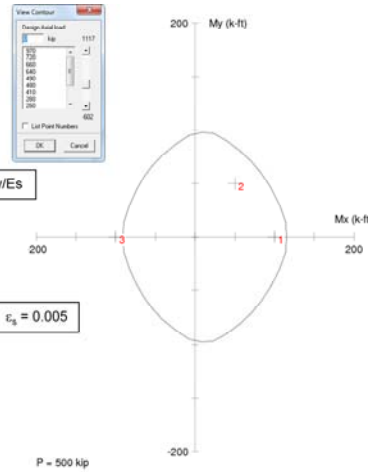 View Contour
Design Axial load
kip
1117
970
720
660
640
490
480
410
280
260
-602
List Point Numbers
OK
Cancel
200
My (k-ft)
y/Es
2
Mx (k-ft
3
1
200
200
εs = 0.005
-200
P = 500 kip